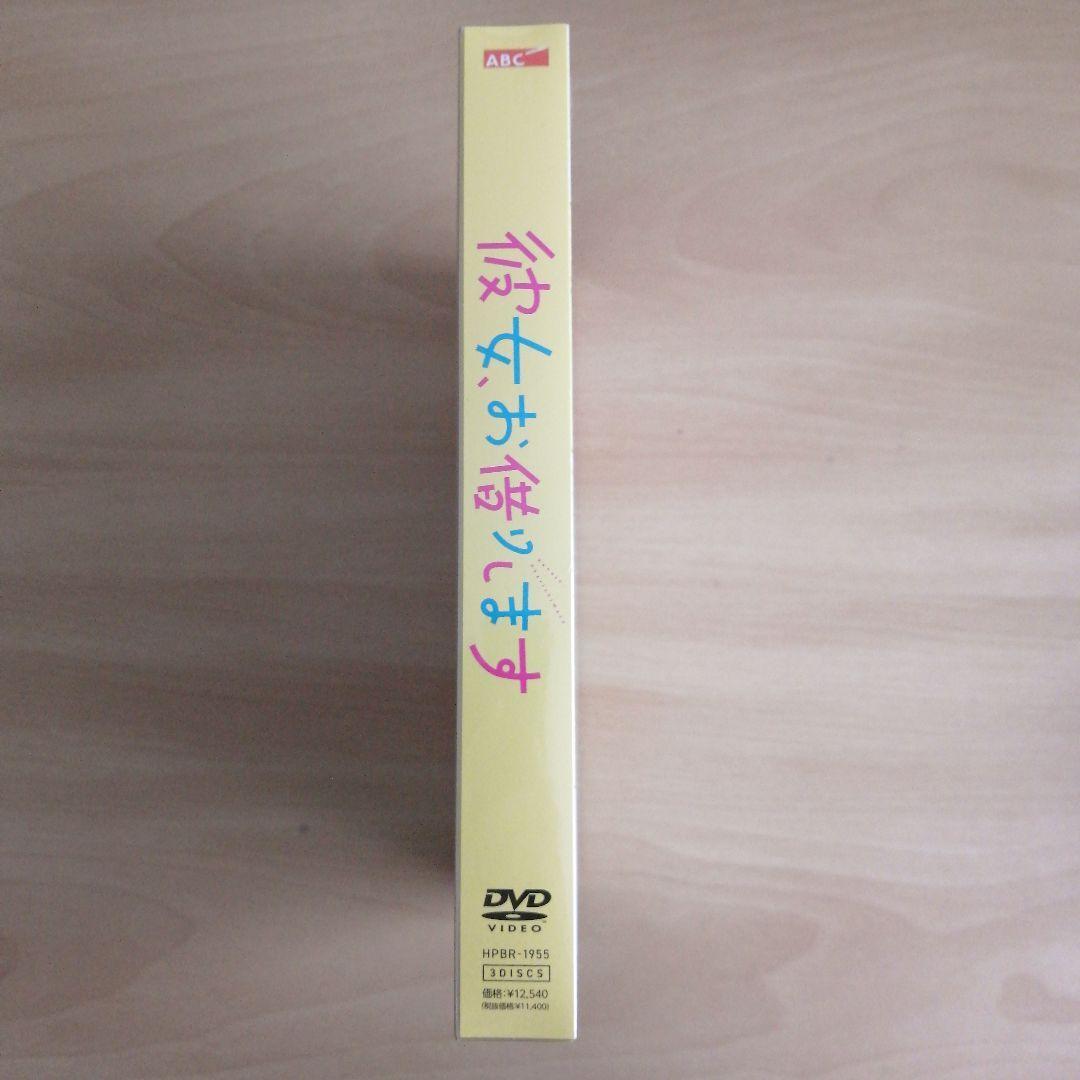 ABC
彼女、お借りします
DVD
VIDEO
HPBR-1955
3DISCS
価格:¥12,540
(税抜価格¥11,400)